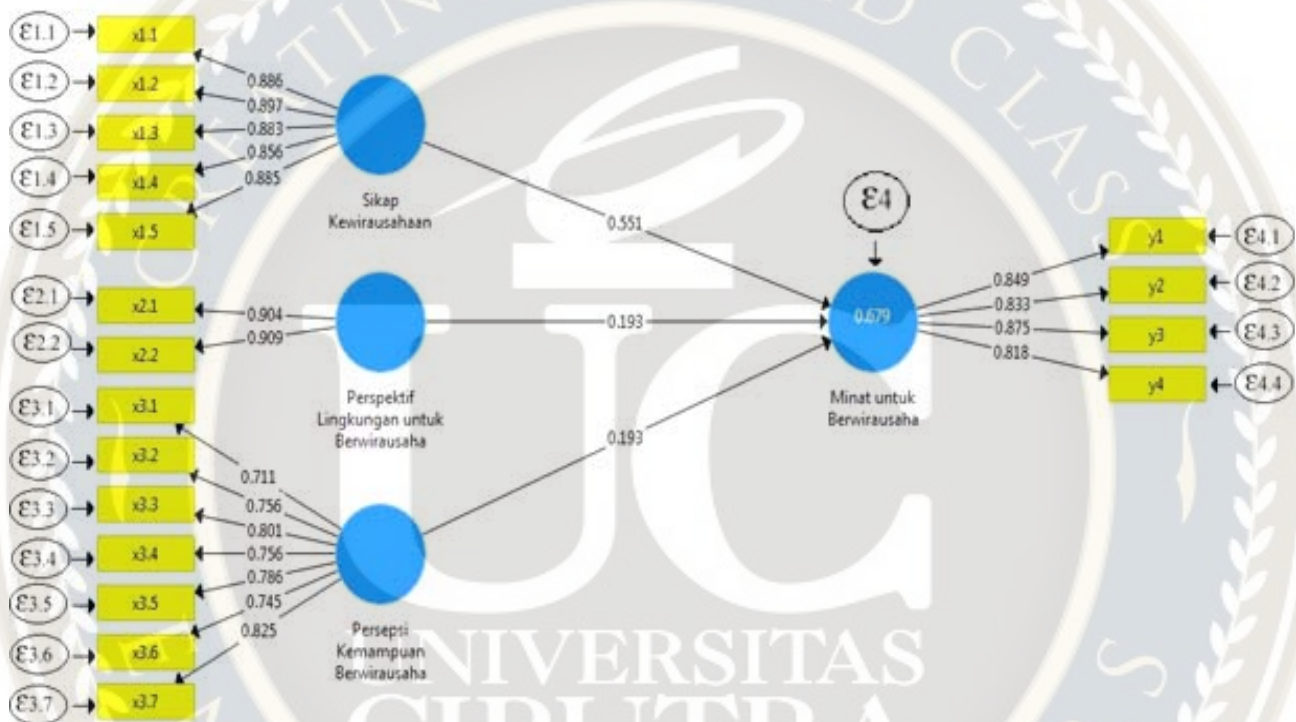 ε1.1 x1.1
ε1.2 x1.2
ε1.3 x1.3
ε1.4 x1.4
ε1.5 x1.5
0.886
0.897
0.883
0.856
0.885
Sikap
Kewirausahaan
ε2.1 x2.1
ε2.2 x2.2
0.904
0.909
Perspektif
Lingkungan untuk
Berwirausaha
ε3.1 x3.1
ε3.2 x3.2
ε3.3 x3.3
ε3.4 x3.4
ε3.5 x3.5
ε3.6 x3.6
ε3.7 x3.7
0.711
0.756
0.801
0.756
0.786
0.745
0.825
Persepsi
Kemampuan
Berwirausaha
0.551
0.193
0.193
ε4
0.679
Minat untuk
Berwirausaha
0.849
0.833
0.875
0.818
y1 ε4.1
y2 ε4.2
y3 ε4.3
y4 ε4.4
UC
UNIVERSITAS
CIPUTRA
CLASS